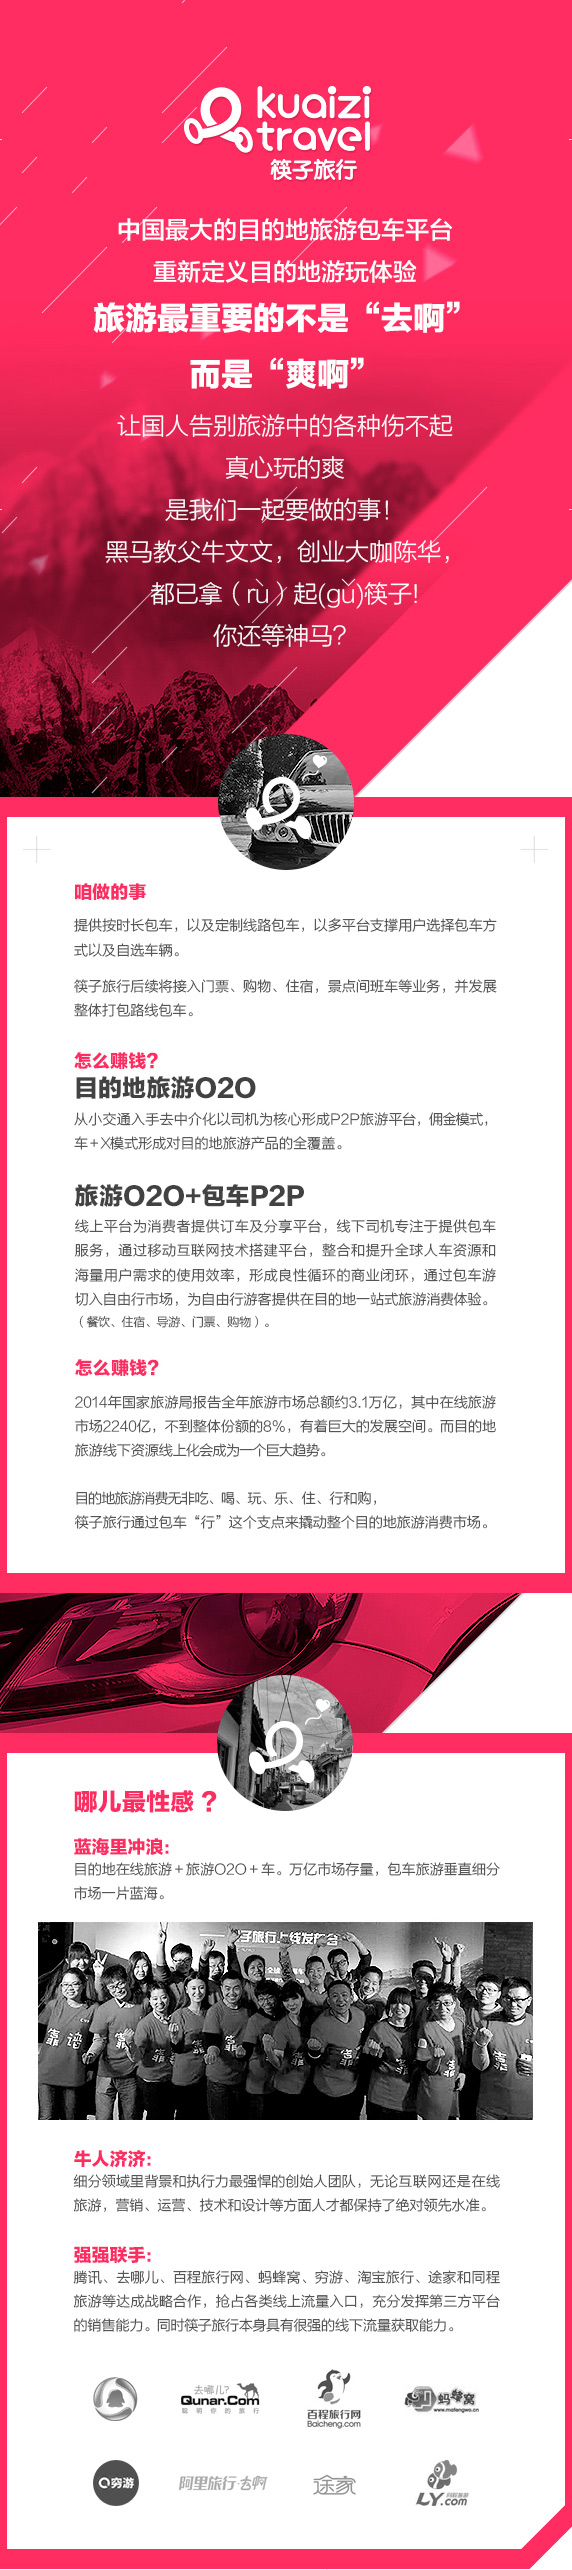 kuaizi
travel
筷子旅行
中国最大的目的地旅游包车平台
重新定义目的地游玩体验
旅游最重要的不是“去啊”
而是“爽啊”
让国人告别旅游中的各种伤不起
真心玩的爽
是我们一起要做的事！
黑马教父牛文文，创业大咖陈华，
都已拿（rù）起(gǔ)筷子!
你还等神马?
咱做的事
提供按时长包车，以及定制线路包车，以多平台支撑用户选择包车方
式以及自选车辆。
筷子旅行后续将接入门票、购物、住宿，景点间班车等业务，并发展
整体打包路线包车。
怎么赚钱?
目的地旅游O2O
从小交通入手去中介化以司机为核心形成P2P旅游平台，佣金模式，
车＋X模式形成对目的地旅游产品的全覆盖。
旅游O2O+包车P2P
线上平台为消费者提供订车及分享平台，线下司机专注于提供包车
服务，通过移动互联网技术搭建平台，整合和提升全球人车资源和
海量用户需求的使用效率，形成良性循环的商业闭环，通过包车游
切入自由行市场，为自由行游客提供在目的地一站式旅游消费体验。
（餐饮、住宿、导游、门票、购物）。
怎么赚钱?
2014年国家旅游局报告全年旅游市场总额约3.1万亿，其中在线旅游
市场2240亿，不到整体份额的8%，有着巨大的发展空间。而目的地
旅游线下资源线上化会成为一个巨大趋势。
目的地旅游消费无非吃、喝、玩、乐、住、行和购，
筷子旅行通过包车“行”这个支点来撬动整个目的地旅游消费市场。
哪儿最性感？
蓝海里冲浪：
目的地在线旅游＋旅游O2O＋车。万亿市场存量，包车旅游垂直细分
市场一片蓝海。
子旅行上线发布会
靠谱
牛人济济：
细分领域里背景和执行力最强悍的创始人团队，无论互联网还是在线
旅游，营销、运营、技术和设计等方面人才都保持了绝对领先水准。
强强联手：
腾讯、去哪儿、百程旅行网、蚂蜂窝、穷游、淘宝旅行、途家和同程
旅游等达成战略合作，抢占各类线上流量入口，充分发挥第三方平台
的销售能力。同时筷子旅行本身具有很强的线下流量获取能力。
去哪儿?
Qunar.Com
聪明你的旅行
百程旅行网
Baicheng.com
蚂蜂窝
www.mafengwo.cn
穷游
阿里旅行·去啊
途家
同程旅游
LY.com